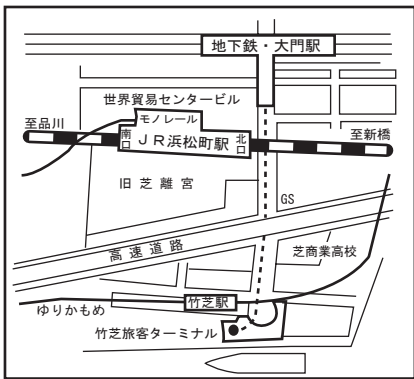 地下鉄・大門駅
世界貿易センタービル
モノレール
至品川
至新橋
南口
JR浜松町駅
北口
旧芝離宮
GS
高速道路
芝商業高校
竹芝駅
ゆりかもめ
竹芝旅客ターミナル